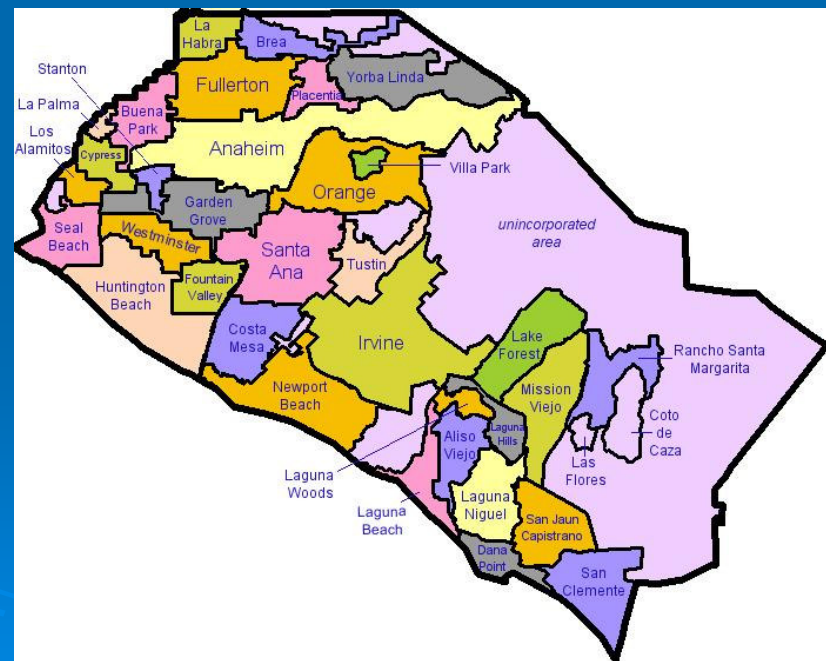 La
Habra
Brea
Stanton
Fullerton
Yorba Linda
Placentia
La Palma
Buena
Park
Los
Alamitos
Cypress
Anaheim
Villa Park
Orange
Garden
Grove
unincorporated
area
Seal
Beach
Westminster
Santa
Ana
Tustin
Huntington
Beach
Fountain
Valley
Costa
Mesa
Irvine
Lake
Forest
Rancho Santa
Margarita
Newport
Beach
Mission
Viejo
Coto
de
Caza
Aliso
Viejo
Laguna
Hills
Las
Flores
Laguna
Woods
Laguna
Beach
Laguna
Niguel
San Jaun
Capistrano
Dana
Point
San
Clemente